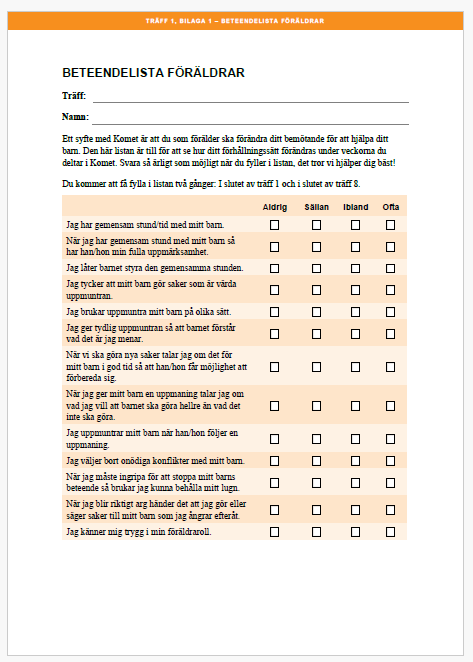 TRÄFF 1, BILAGA 1 – BETEENDELISTA FÖRÄLDRAR
BETEENDELISTA FÖRÄLDRAR
Träff:
Namn:
Ett syfte med Komet är att du som förälder ska förändra ditt bemötande för att hjälpa ditt
barn. Den här listan är till för att se hur ditt förhållningssätt förändras under veckorna du
deltar i Komet. Svara så ärligt som möjligt när du fyller i listan, det tror vi hjälper dig bäst!
Du kommer att få fylla i listan två gånger: I slutet av träff 1 och i slutet av träff 8.
Aldrig Sällan Ibland Ofta
Jag har gemensam stund/tid med mitt barn.
När jag har gemensam stund med mitt barn så
har han/hon min fulla uppmärksamhet.
Jag låter barnet styra den gemensamma stunden.
Jag tycker att mitt barn gör saker som är värda
uppmuntran.
Jag brukar uppmuntra mitt barn på olika sätt.
Jag ger tydlig uppmuntran så att barnet förstår
vad det är jag menar.
När vi ska göra nya saker talar jag om det för
mitt barn i god tid så att han/hon får möjlighet att
förbereda sig.
När jag ger mitt barn en uppmaning talar jag om
vad jag vill att barnet ska göra hellre än vad det
inte ska göra.
Jag uppmuntrar mitt barn när han/hon följer en
uppmaning.
Jag väljer bort onödiga konflikter med mitt barn.
När jag måste ingripa för att stoppa mitt barns
beteende så brukar jag kunna behålla mitt lugn.
När jag blir riktigt arg händer det att jag gör eller
säger saker till mitt barn som jag ångrar efteråt.
Jag känner mig trygg i min föräldraroll.